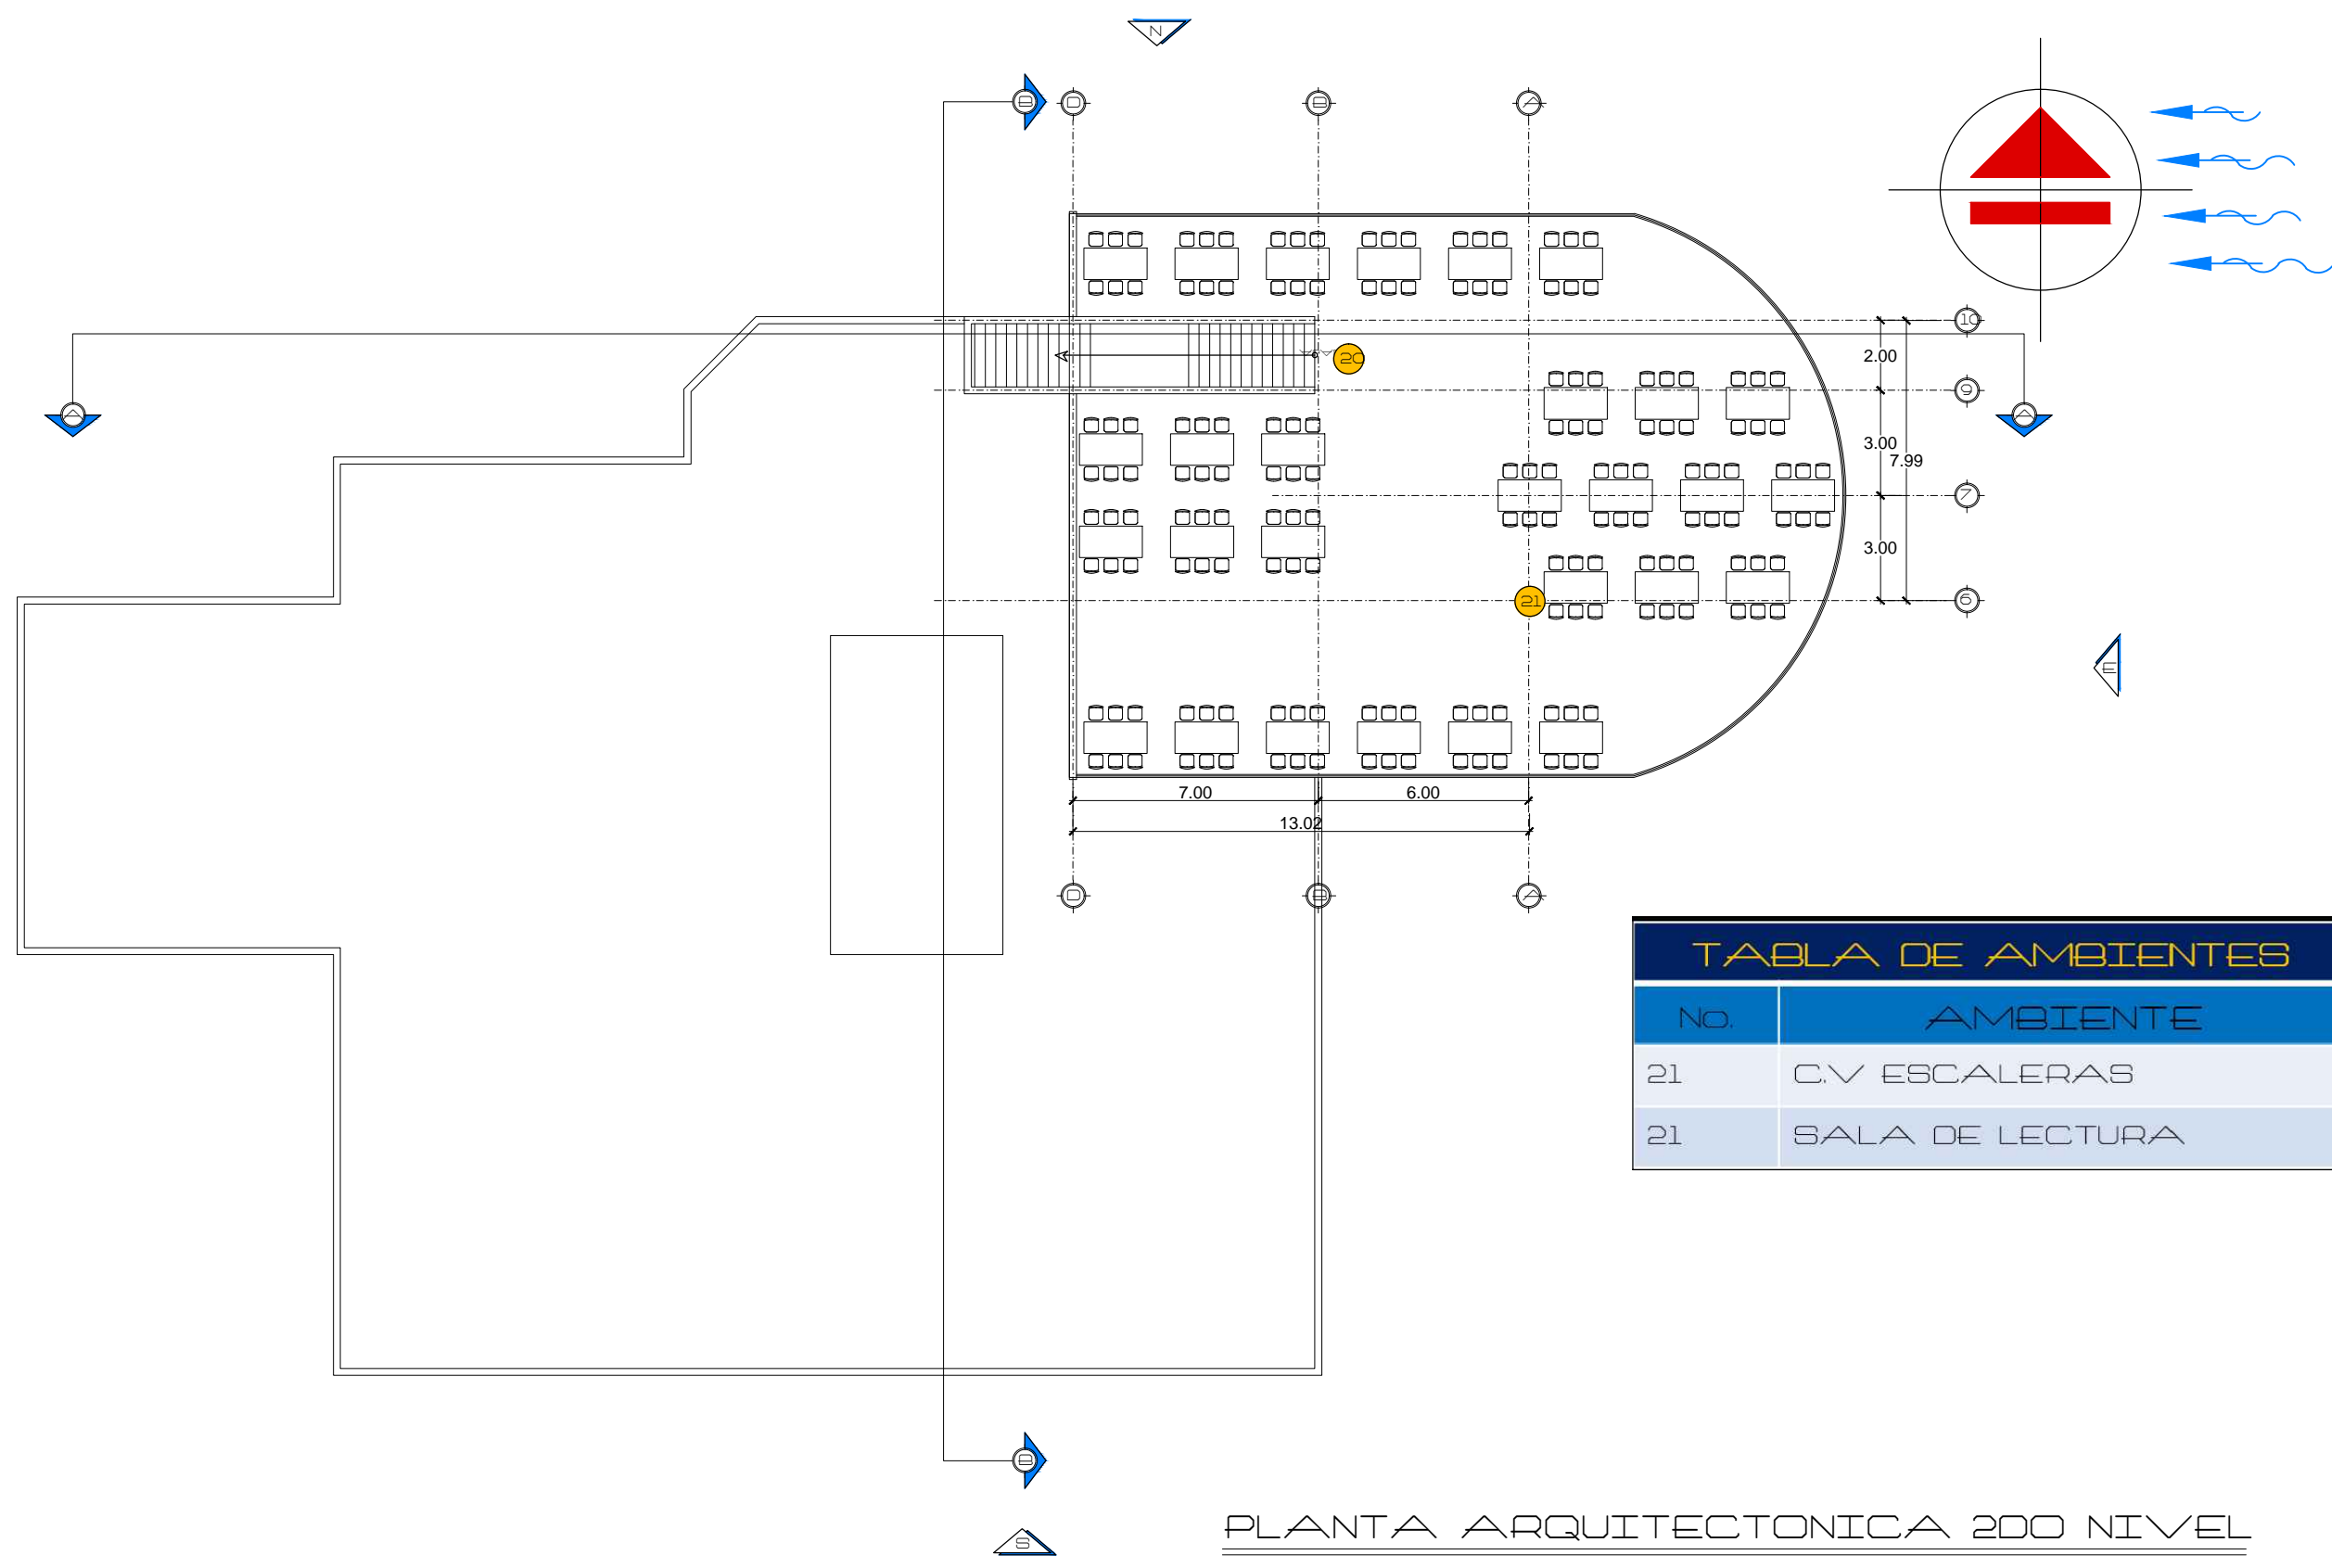 N
B
D
B
A
10
20
2.00
9
A
A
3.00
7.99
7
3.00
21
6
E
7.00
6.00
13.02
D
B
A
TABLA DE AMBIENTES
No. AMBIENTE
21 C.V ESCALERAS
21 SALA DE LECTURA
B
S
PLANTA ARQUITECTONICA 2DO NIVEL